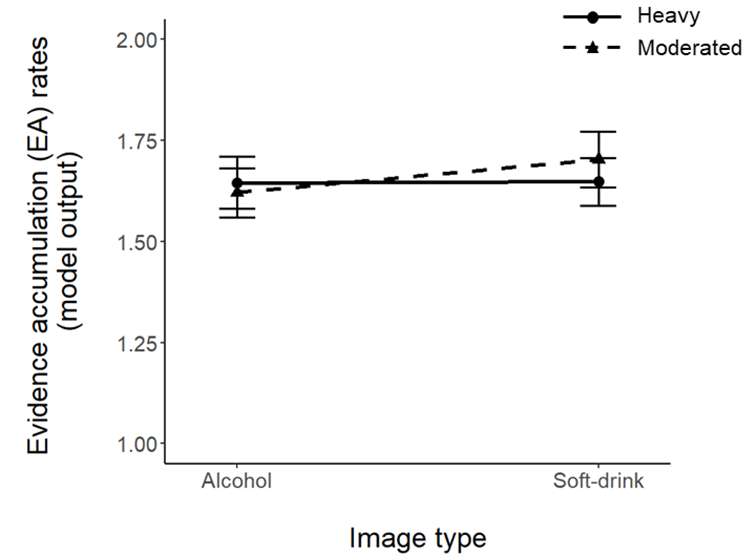 Heavy
Moderated
Evidence accumulation (EA) rates
(model output)
2.00
1.75
1.50
1.25
1.00
Alcohol
Soft-drink
Image type